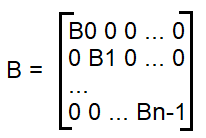 B0 0 0 ... 0
0 B1 0 ... 0
B =
...
0 0 ... Bn-1